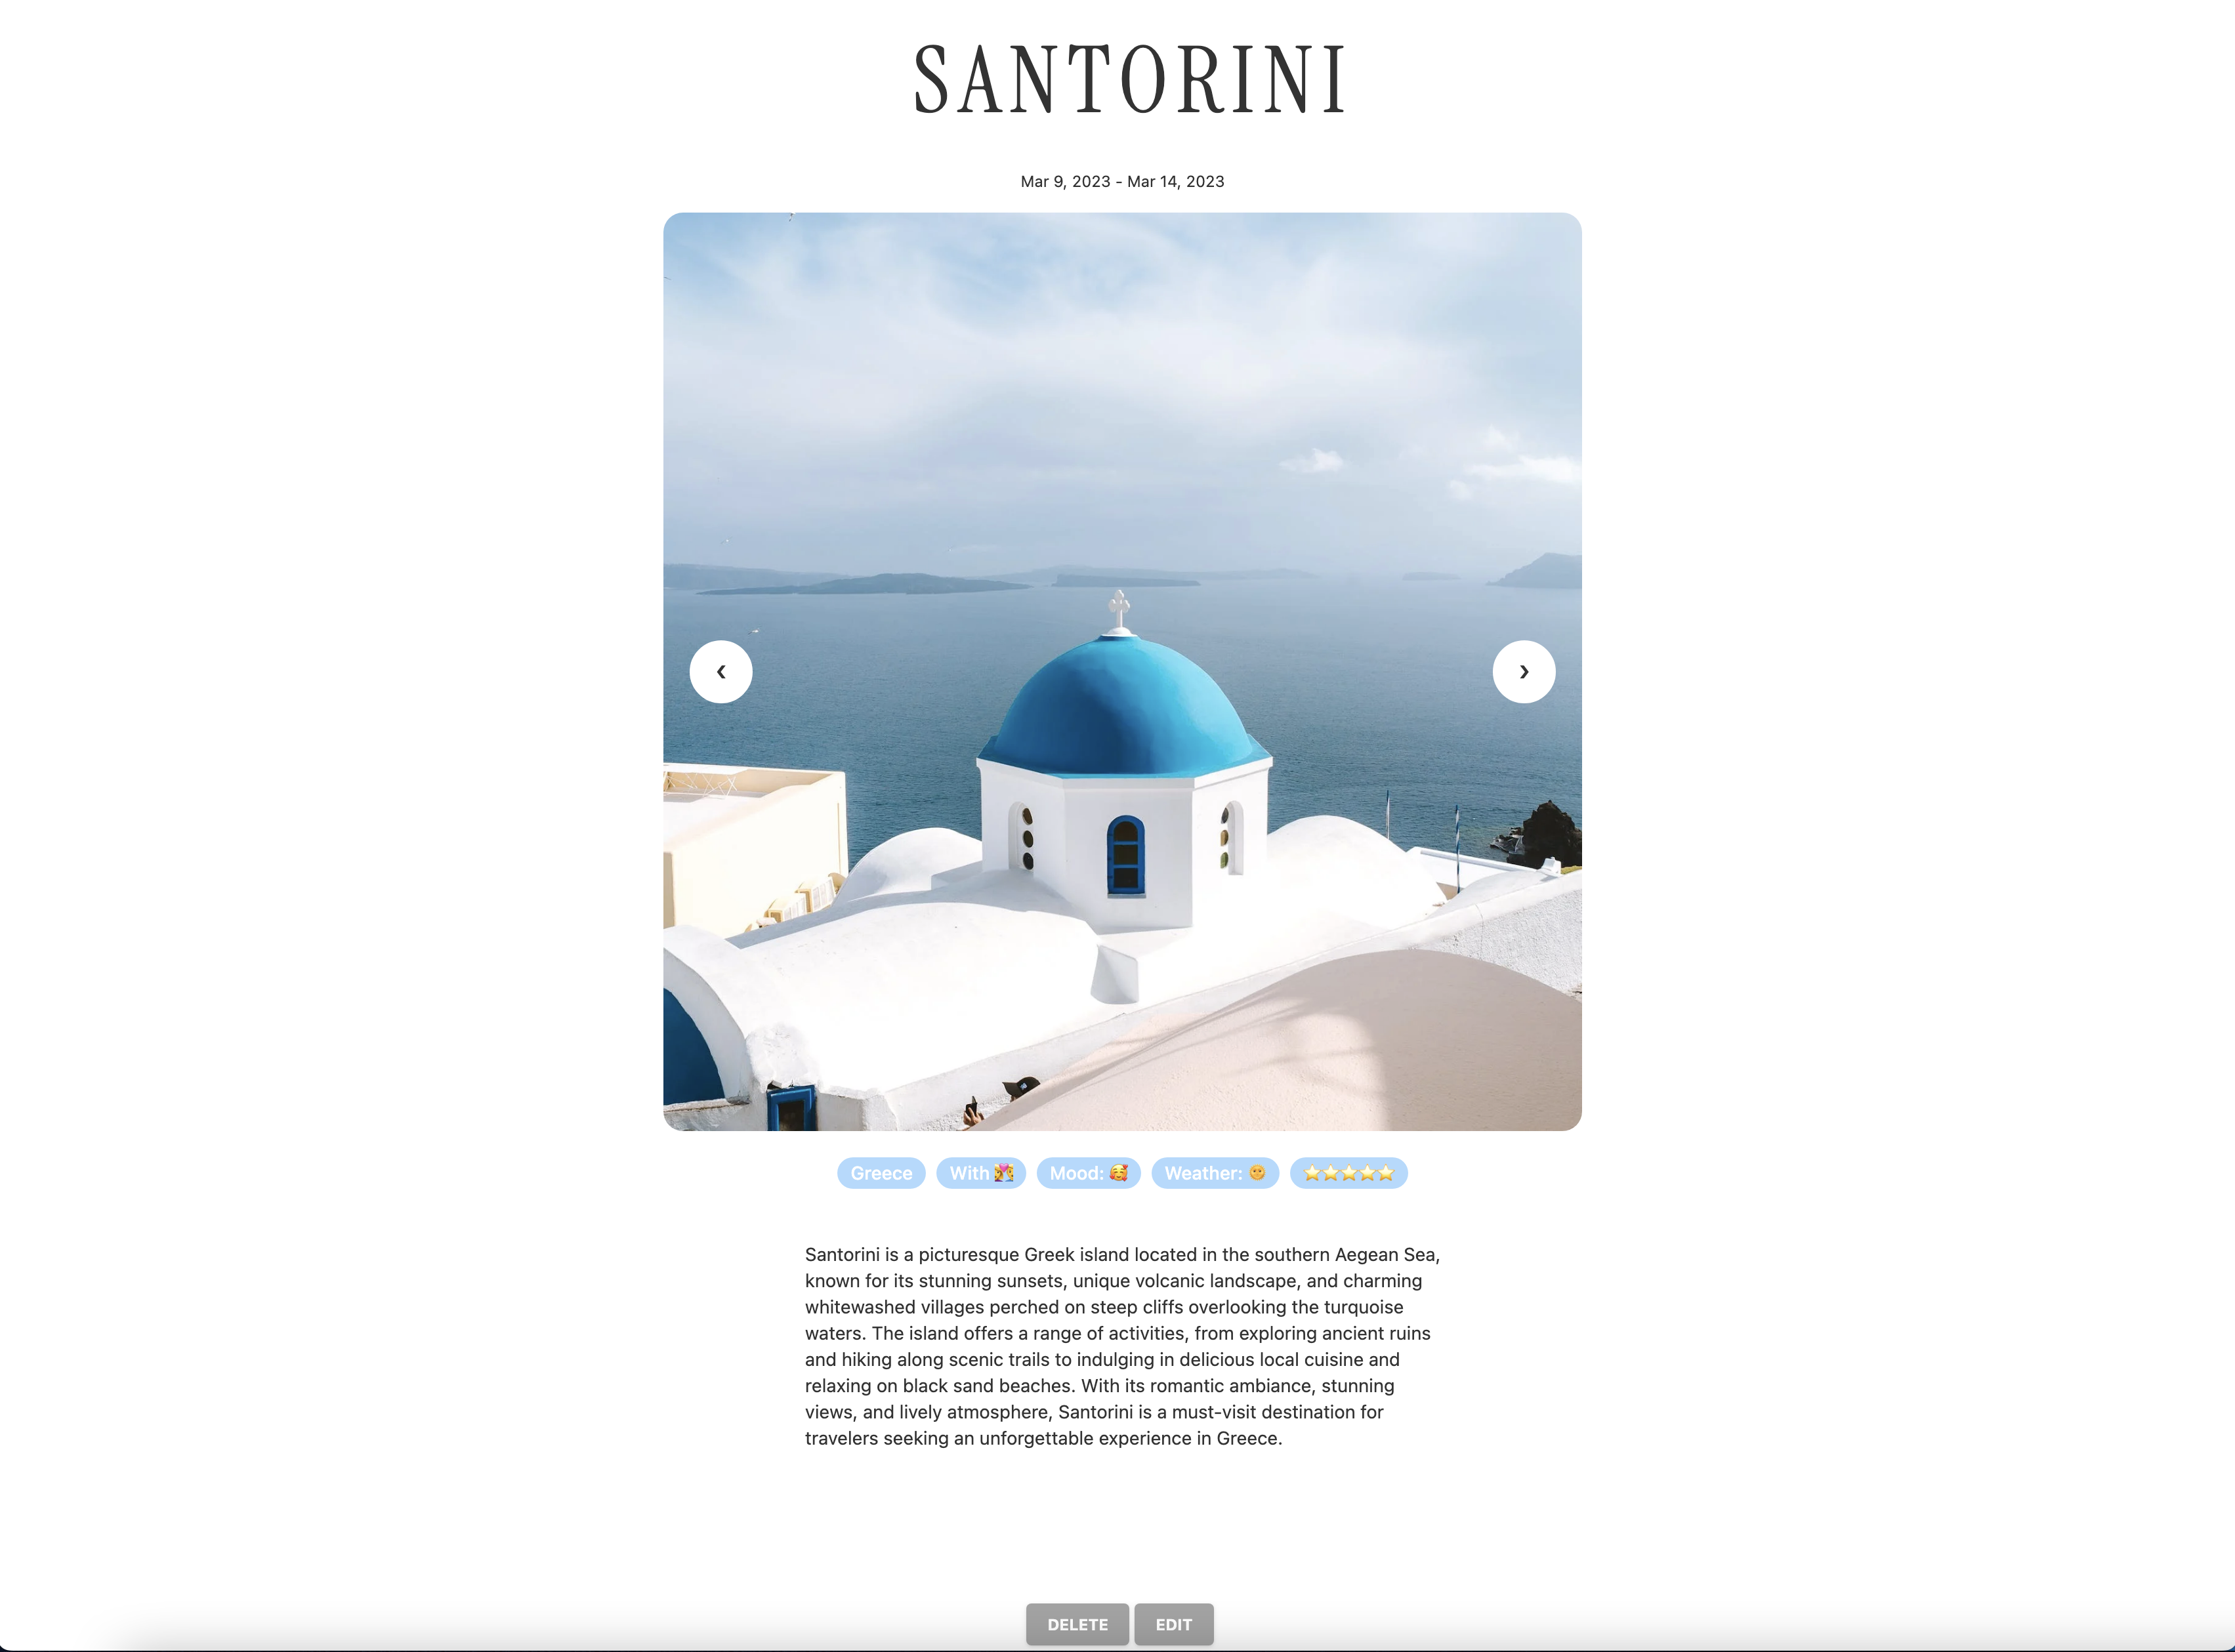 SANTORINI
Mar 9, 2023 - Mar 14, 2023
‹ ›
Greece With 💏 Mood: 🥰 Weather: 🌞 ⭐⭐⭐⭐⭐
Santorini is a picturesque Greek island located in the southern Aegean Sea,
known for its stunning sunsets, unique volcanic landscape, and charming
whitewashed villages perched on steep cliffs overlooking the turquoise
waters. The island offers a range of activities, from exploring ancient ruins
and hiking along scenic trails to indulging in delicious local cuisine and
relaxing on black sand beaches. With its romantic ambiance, stunning
views, and lively atmosphere, Santorini is a must-visit destination for
travelers seeking an unforgettable experience in Greece.
DELETE EDIT